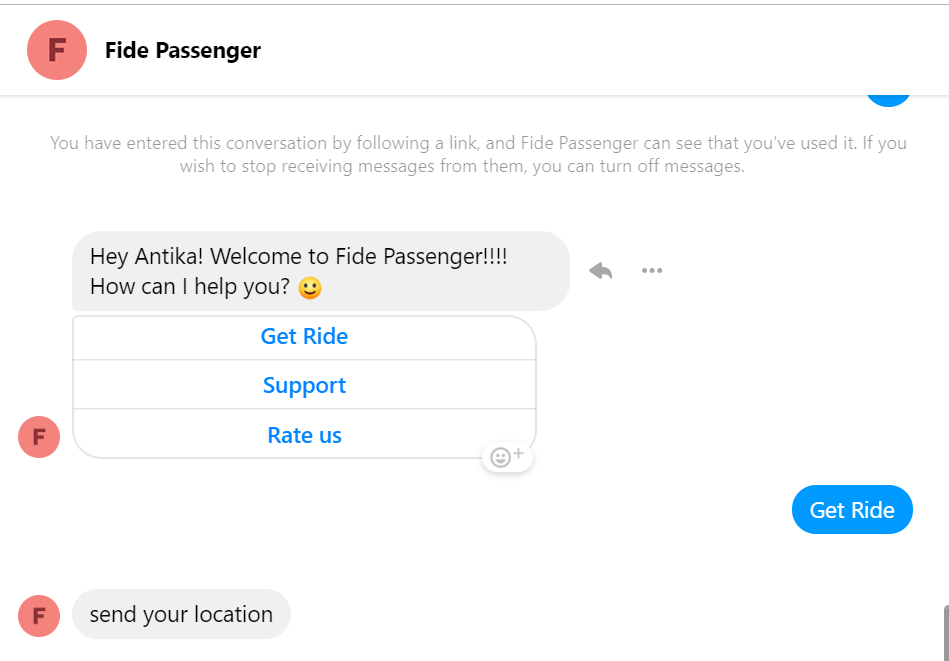 F
Fide Passenger
You have entered this conversation by following a link, and Fide Passenger can see that you've used it. If you
wish to stop receiving messages from them, you can turn off messages.
Hey Antika! Welcome to Fide Passenger!!!!
How can I help you? 🙂
Get Ride
Support
Rate us
F
Get Ride
F
send your location